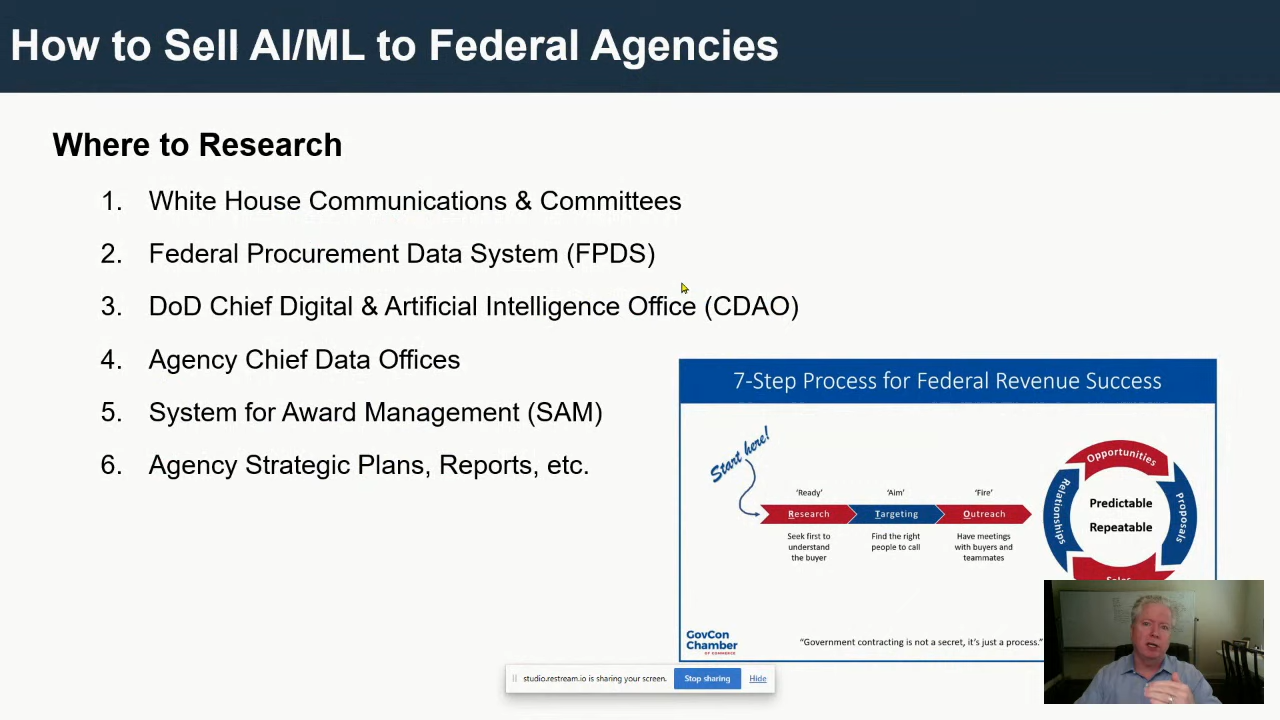 How to Sell AI/ML to Federal Agencies
Where to Research
1. White House Communications & Committees
2. Federal Procurement Data System (FPDS)
3. DoD Chief Digital & Artificial Intelligence Office (CDAO)
4. Agency Chief Data Offices
5. System for Award Management (SAM)
6. Agency Strategic Plans, Reports, etc.
7-Step Process for Federal Revenue Success
Start here!
'Ready'
Research
Seek first to
understand
the buyer
'Aim'
Targeting
Find the right
people to call
'Fire'
Outreach
Have meetings
with buyers and
teammates
Opportunities
Relationships
Predictable
Repeatable
Proposals
Sales
GovCon
Chamber
OF COMMERCE
"Government contracting is not a secret, it's just a process."
studio.restream.io is sharing your screen.
Stop sharing
Hide